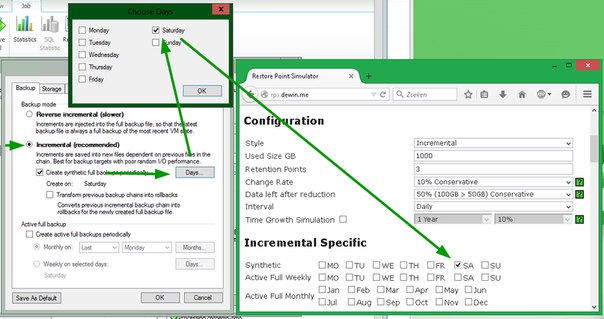 Choose Days
Monday
Tuesday
Wednesday
Thursday
Friday
Saturday
Sunday
OK
Job
Statistics
SQL
Backup Storage
Backup mode
Reverse incremental (slower)
Increments are injected into the full backup file, so that the latest
backup file is always a full backup of the most recent VM state.
Incremental (recommended)
Increments are saved into new files dependent on previous files in the
chain. Best for backup targets with poor random I/O performance.
Create synthetic full backups periodically
Days...
Create on: Saturday
Transform previous backup chains into rollbacks
Converts previous incremental backup chain into
rollbacks for the newly created full backup file.
Active full backup
Create active full backups periodically
Monthly on: Last Monday Months...
Weekly on selected days: Days...
Saturday
Save As Default OK Cancel
Restore Point Simulator
rps.dewin.me
Zoeken
Configuration
Style Incremental
Used Size GB 1000
Retention Points 3
Change Rate 10% Conservative
Data left after reduction 50% (100GB > 50GB) Conservative
Interval Daily
Time Growth Simulation 1 Year 10%
Incremental Specific
Synthetic MO TU WE TH FR SA SU
Active Full Weekly MO TU WE TH FR SA SU
Active Full Monthly
Jan Feb Mar Apr May Jun
Jul Aug Sep Oct Nov Dec